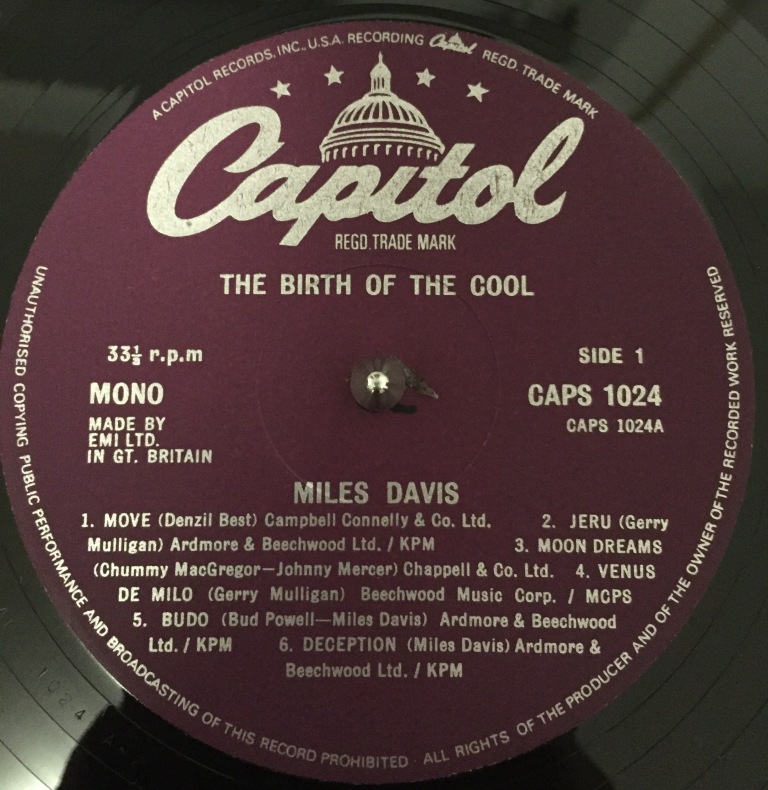 A CAPITOL RECORDS, INC., U.S.A. RECORDING Capitol REGD. TRADE MARK
Capitol
REGD. TRADE MARK
THE BIRTH OF THE COOL
33⅓ r.p.m
SIDE 1
MONO
CAPS 1024
MADE BY
EMI LTD.
IN GT. BRITAIN
CAPS 1024A
MILES DAVIS
1. MOVE (Denzil Best) Campbell Connelly & Co. Ltd. 2. JERU (Gerry
Mulligan) Ardmore & Beechwood Ltd. / KPM 3. MOON DREAMS
(Chummy MacGregor—Johnny Mercer) Chappell & Co. Ltd. 4. VENUS
DE MILO (Gerry Mulligan) Beechwood Music Corp. / MCPS
5. BUDO (Bud Powell—Miles Davis) Ardmore & Beechwood
Ltd. / KPM 6. DECEPTION (Miles Davis) Ardmore &
Beechwood Ltd. / KPM
UNAUTHORISED COPYING PUBLIC PERFORMANCE AND BROADCASTING OF THIS RECORD PROHIBITED · ALL RIGHTS OF THE PRODUCER AND OF THE OWNER OF THE RECORDED WORK RESERVED